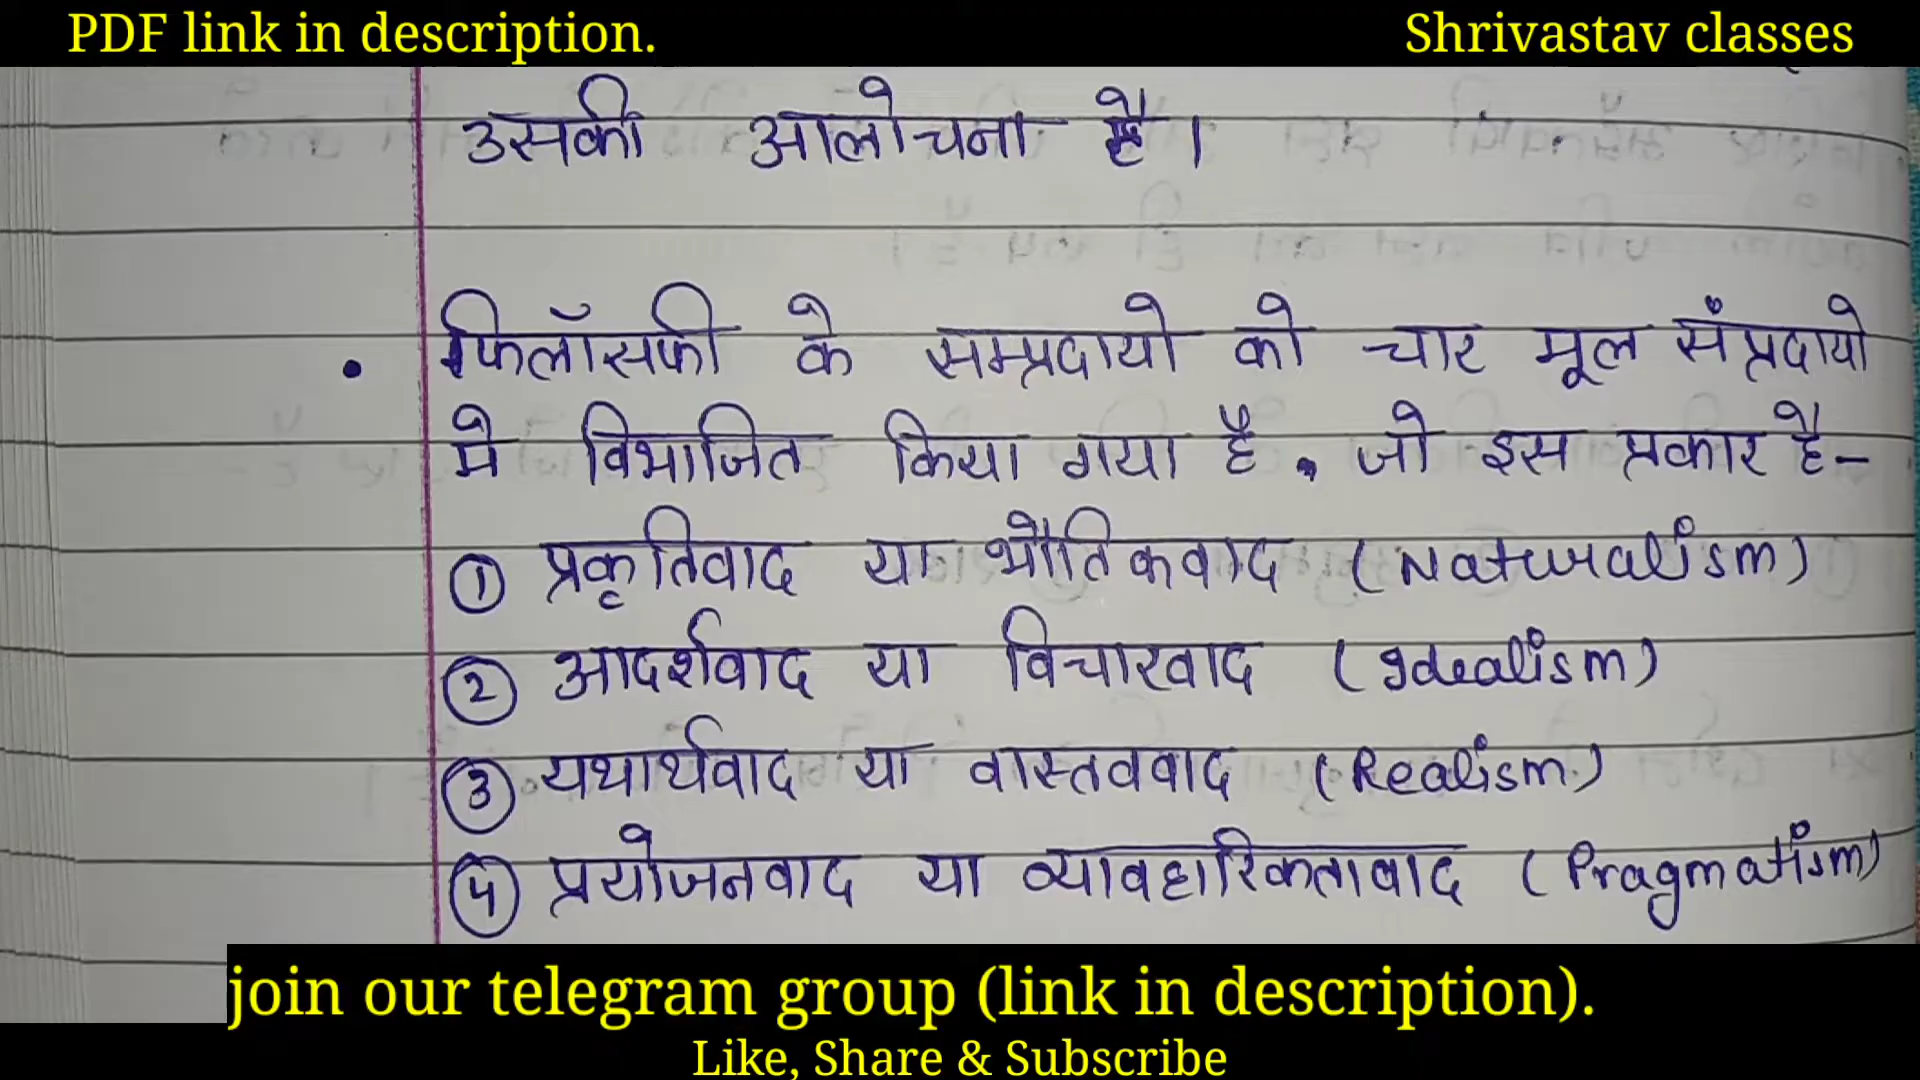 PDF link in description. Shrivastav classes
उसकी आलोचना है।
• फिलॉसफी के सम्प्रदायो को चार मूल संप्रदायो
मे विभाजित किया गया है, जो इस प्रकार है-
① प्रकृतिवाद या भौतिकवाद (Naturalism)
② आदर्शवाद या विचारवाद (Idealism)
③ यथार्थवाद या वास्तववाद (Realism)
④ प्रयोजनवाद या व्यावहारिकतावाद (Pragmatism)
join our telegram group (link in description).
Like, Share & Subscribe